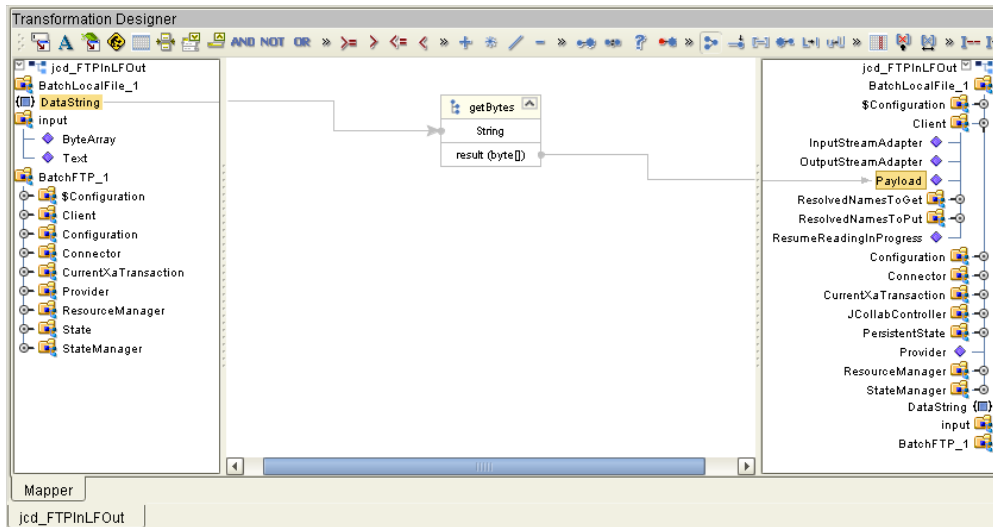 Transformation Designer
A AND NOT OR » >= > <= < » + * / - » ? » »
jcd_FTPInLFOut
BatchLocalFile_1
DataString
input
ByteArray
Text
BatchFTP_1
$Configuration
Client
Configuration
Connector
CurrentXaTransaction
Provider
ResourceManager
State
StateManager
getBytes
String
result (byte[])
jcd_FTPInLFOut
BatchLocalFile_1
$Configuration
Client
InputStreamAdapter
OutputStreamAdapter
Payload
ResolvedNamesToGet
ResolvedNamesToPut
ResumeReadingInProgress
Configuration
Connector
CurrentXaTransaction
JCollabController
PersistentState
Provider
ResourceManager
StateManager
DataString
input
BatchFTP_1
Mapper
jcd_FTPInLFOut